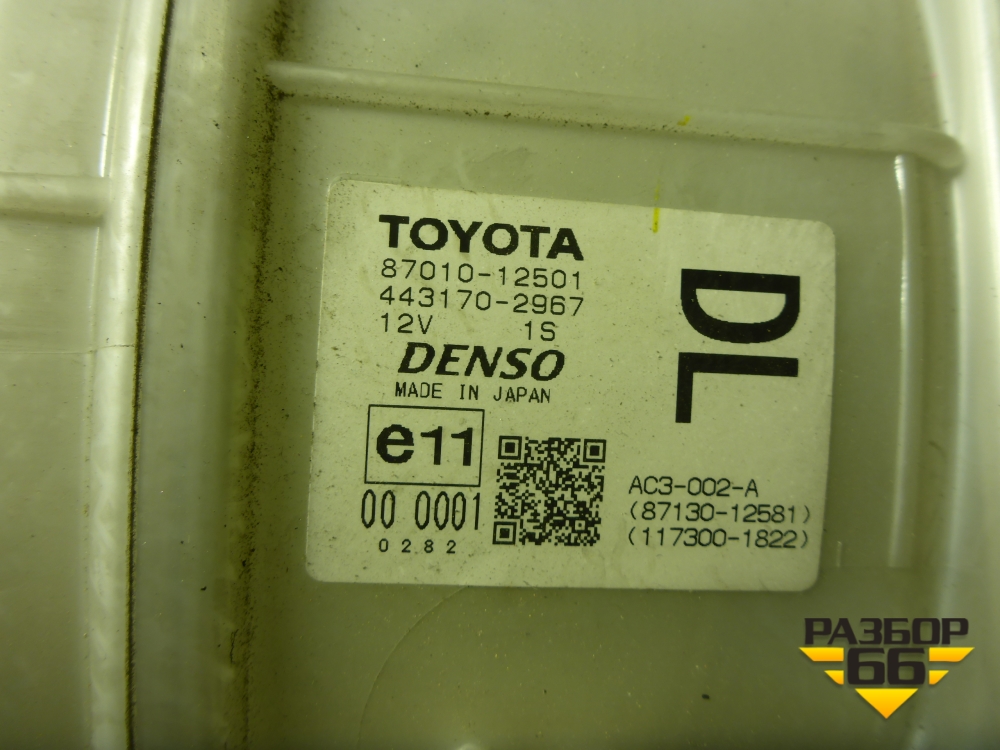 TOYOTA
87010-12501
443170-2967
12V 1S
DENSO
MADE IN JAPAN
e11
00 0001
0282
DL
AC3-002-A
(87130-12581)
(117300-1822)
РАЗБОР
66